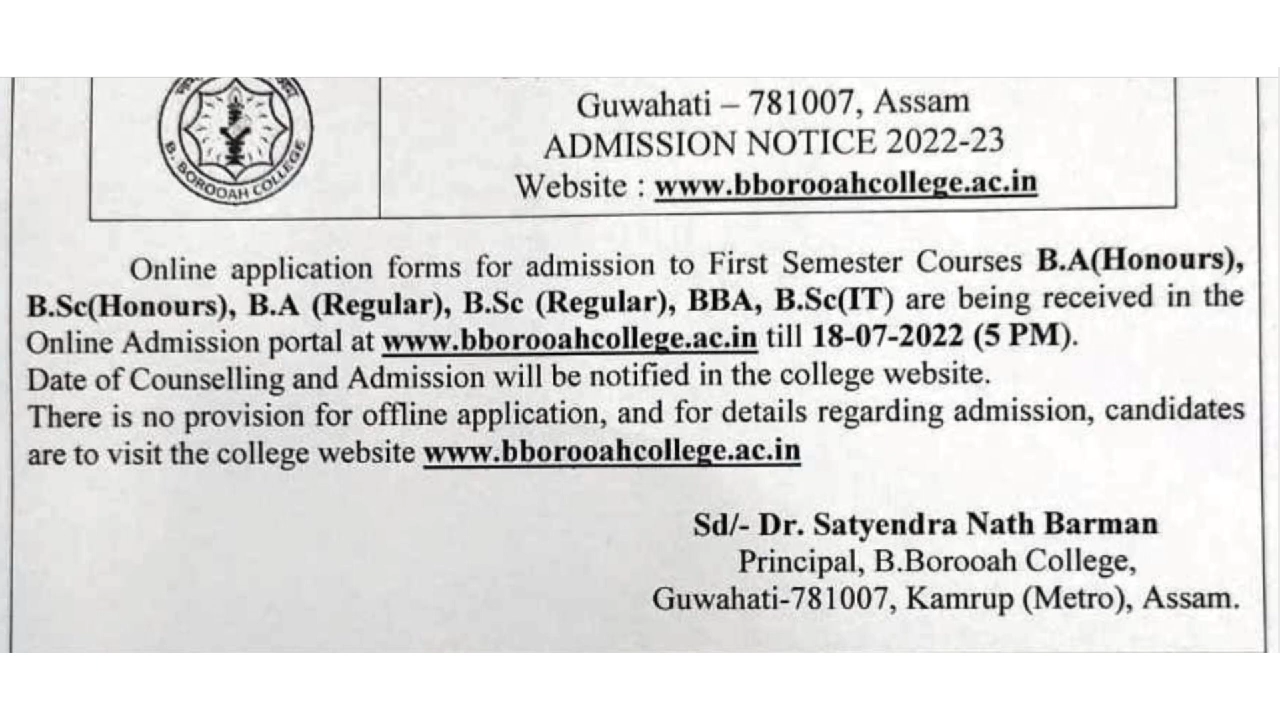 B. BOROOAH COLLEGE
Guwahati – 781007, Assam
ADMISSION NOTICE 2022-23
Website : www.bborooahcollege.ac.in
Online application forms for admission to First Semester Courses B.A(Honours),
B.Sc(Honours), B.A (Regular), B.Sc (Regular), BBA, B.Sc(IT) are being received in the
Online Admission portal at www.bborooahcollege.ac.in till 18-07-2022 (5 PM).
Date of Counselling and Admission will be notified in the college website.
There is no provision for offline application, and for details regarding admission, candidates
are to visit the college website www.bborooahcollege.ac.in
Sd/- Dr. Satyendra Nath Barman
Principal, B.Borooah College,
Guwahati-781007, Kamrup (Metro), Assam.